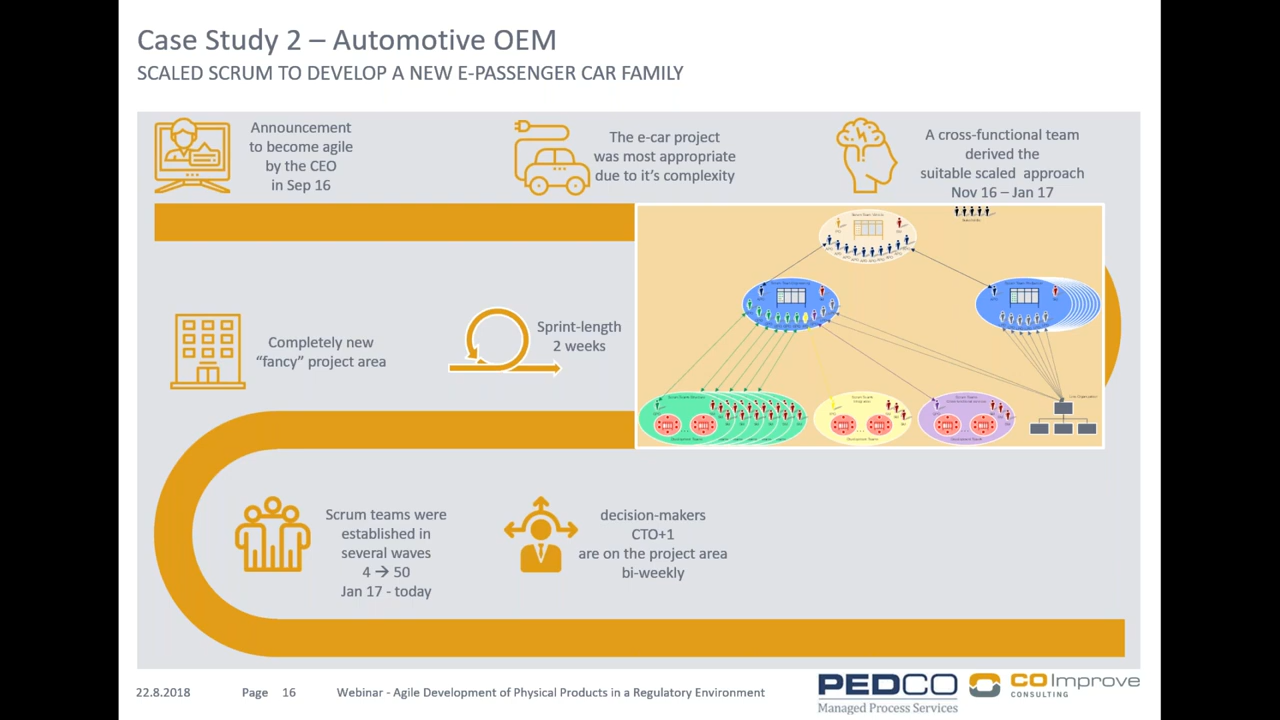 Case Study 2 – Automotive OEM
SCALED SCRUM TO DEVELOP A NEW E-PASSENGER CAR FAMILY
Announcement
to become agile
by the CEO
in Sep 16
The e-car project
was most appropriate
due to it’s complexity
A cross-functional team
derived the
suitable scaled approach
Nov 16 – Jan 17
Completely new
“fancy” project area
Sprint-length
2 weeks
Scrum teams were
established in
several waves
4 → 50
Jan 17 - today
decision-makers
CTO+1
are on the project area
bi-weekly
22.8.2018
Page 16
Webinar - Agile Development of Physical Products in a Regulatory Environment
PEDCO
Managed Process Services
COImprove
CONSULTING